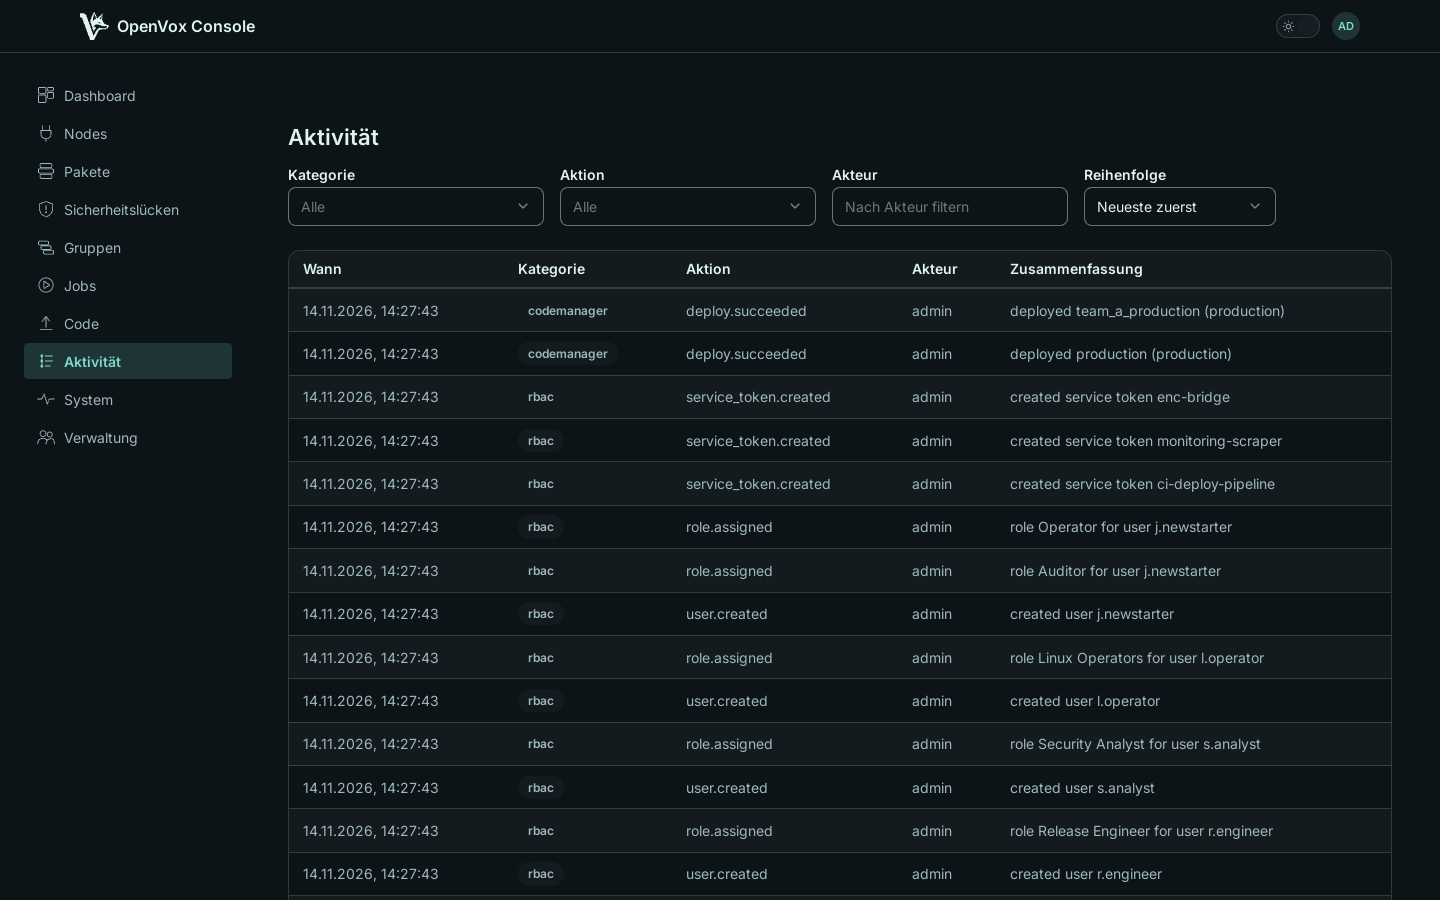 OpenVox Console
AD
Dashboard
Nodes
Pakete
Sicherheitslücken
Gruppen
Jobs
Code
Aktivität
System
Verwaltung
Aktivität
Kategorie Aktion Akteur Reihenfolge
Alle Alle Nach Akteur filtern Neueste zuerst
Wann Kategorie Aktion Akteur Zusammenfassung
14.11.2026, 14:27:43 codemanager deploy.succeeded admin deployed team_a_production (production)
14.11.2026, 14:27:43 codemanager deploy.succeeded admin deployed production (production)
14.11.2026, 14:27:43 rbac service_token.created admin created service token enc-bridge
14.11.2026, 14:27:43 rbac service_token.created admin created service token monitoring-scraper
14.11.2026, 14:27:43 rbac service_token.created admin created service token ci-deploy-pipeline
14.11.2026, 14:27:43 rbac role.assigned admin role Operator for user j.newstarter
14.11.2026, 14:27:43 rbac role.assigned admin role Auditor for user j.newstarter
14.11.2026, 14:27:43 rbac user.created admin created user j.newstarter
14.11.2026, 14:27:43 rbac role.assigned admin role Linux Operators for user l.operator
14.11.2026, 14:27:43 rbac user.created admin created user l.operator
14.11.2026, 14:27:43 rbac role.assigned admin role Security Analyst for user s.analyst
14.11.2026, 14:27:43 rbac user.created admin created user s.analyst
14.11.2026, 14:27:43 rbac role.assigned admin role Release Engineer for user r.engineer
14.11.2026, 14:27:43 rbac user.created admin created user r.engineer